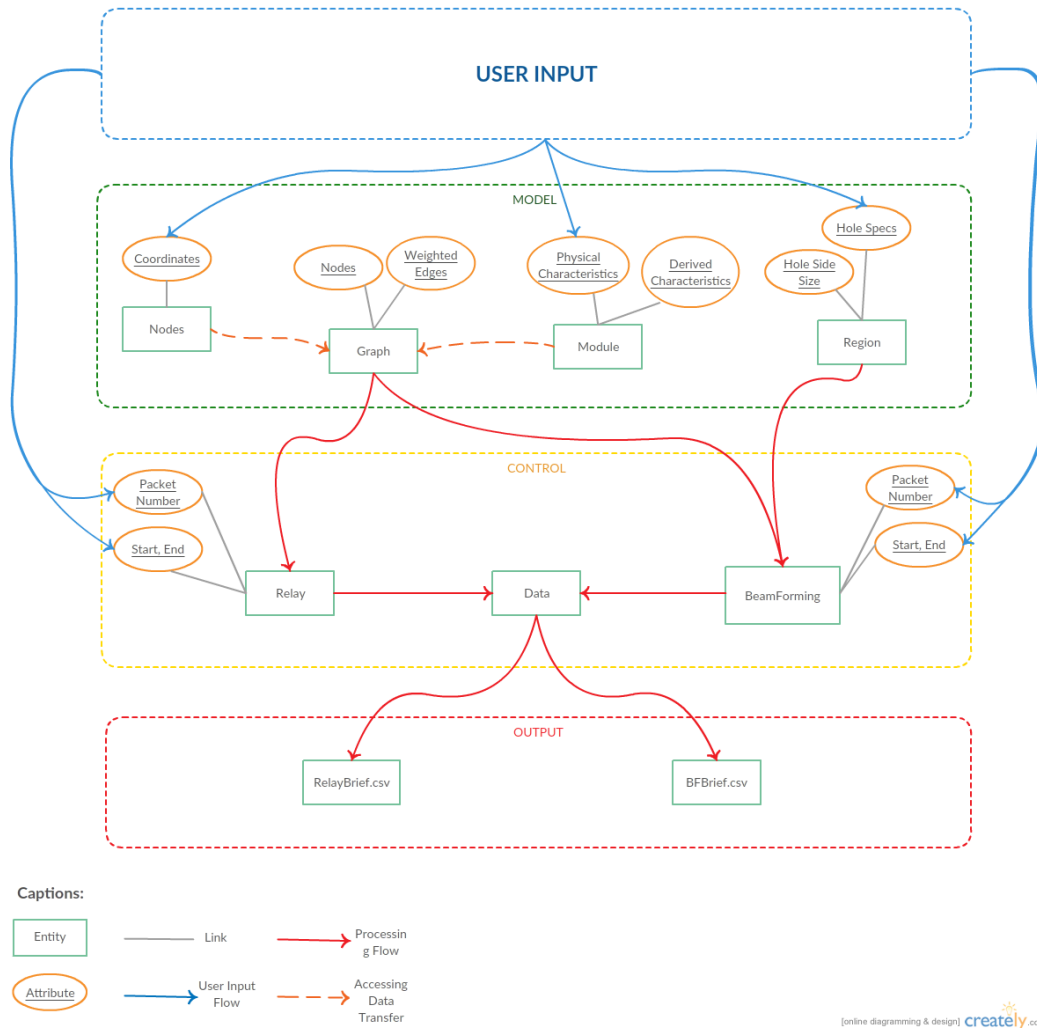 USER INPUT
MODEL
Coordinates
Nodes
Weighted
Edges
Physical
Characteristics
Derived
Characteristics
Hole Specs
Hole Side
Size
Nodes
Graph
Module
Region
CONTROL
Packet
Number
Start, End
Packet
Number
Start, End
Relay
Data
BeamForming
OUTPUT
RelayBrief.csv
BFBrief.csv
Captions:
Entity
Link
Processin
g Flow
Attribute
User Input
Flow
Accessing
Data
Transfer
[online diagramming & design] creately.co